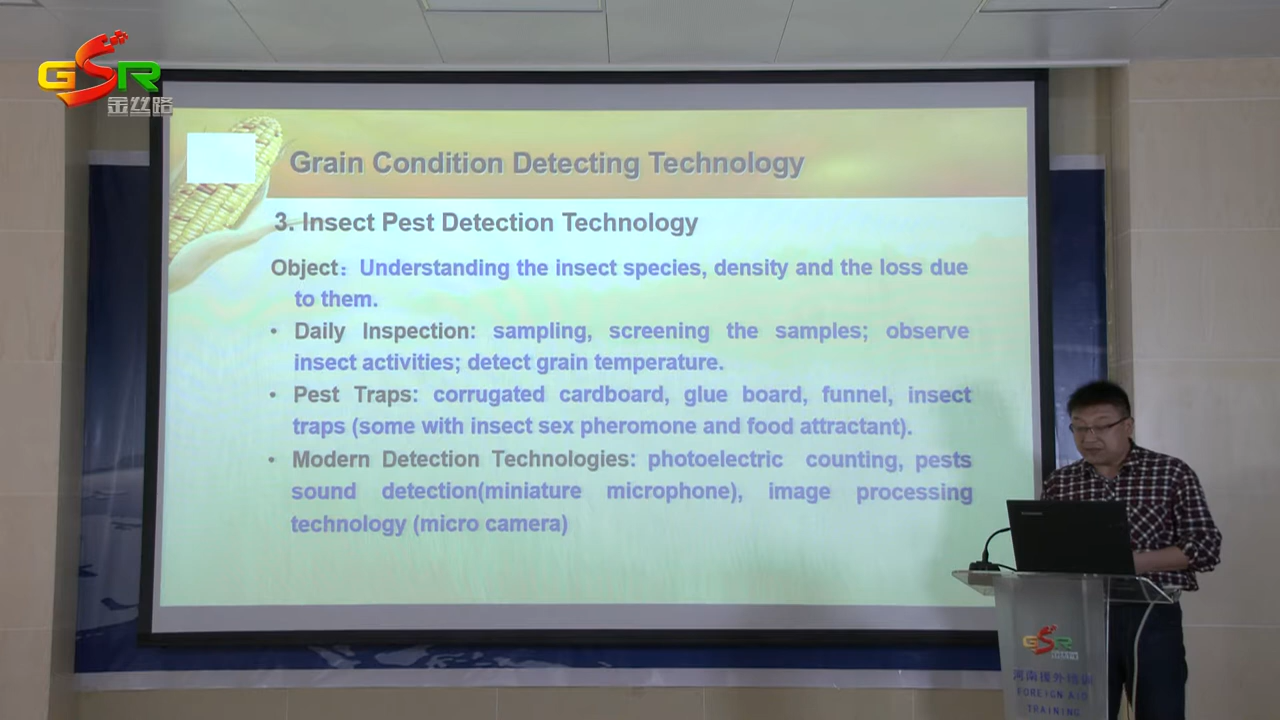 GSR
金丝路
Grain Condition Detecting Technology
3. Insect Pest Detection Technology
Object：Understanding the insect species, density and the loss due
to them.
• Daily Inspection: sampling, screening the samples; observe
insect activities; detect grain temperature.
• Pest Traps: corrugated cardboard, glue board, funnel, insect
traps (some with insect sex pheromone and food attractant).
• Modern Detection Technologies: photoelectric counting, pests
sound detection(miniature microphone), image processing
technology (micro camera)
GSR
河南援外培训
FOREIGN AID
TRAINING